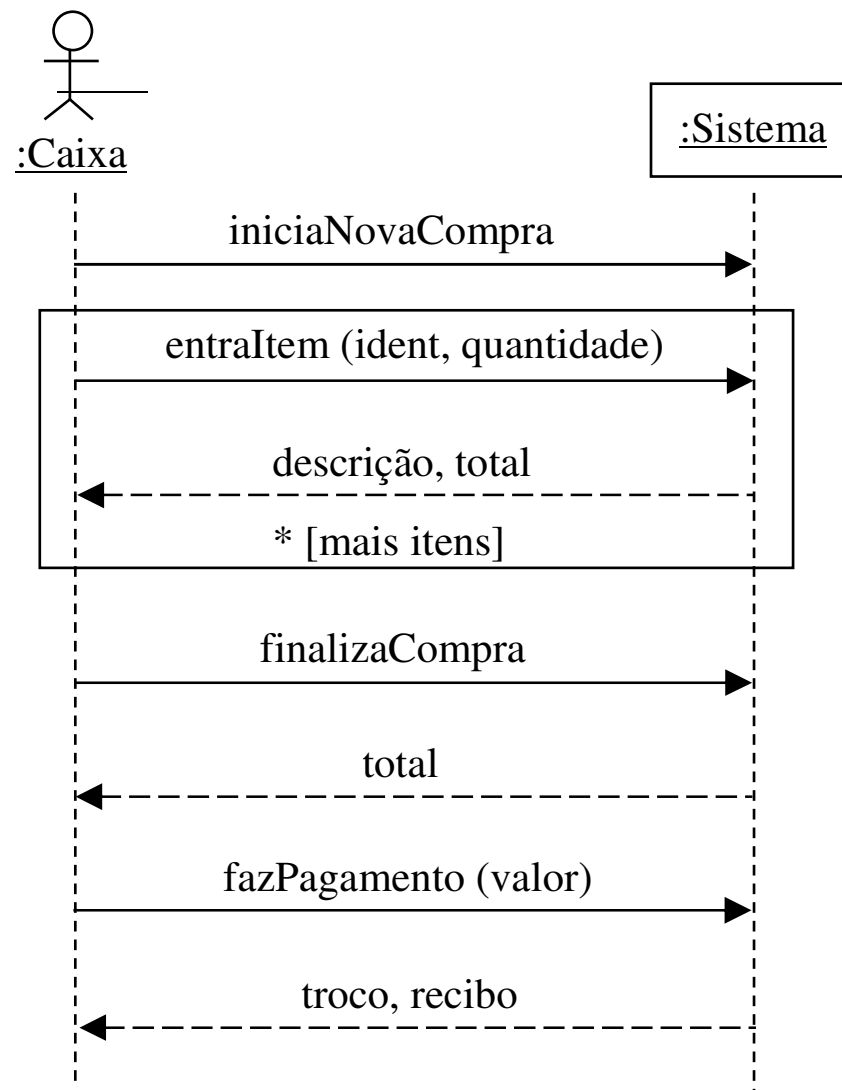 :Caixa
:Sistema
iniciaNovaCompra
entraItem (ident, quantidade)
descrição, total
* [mais itens]
finalizaCompra
total
fazPagamento (valor)
troco, recibo